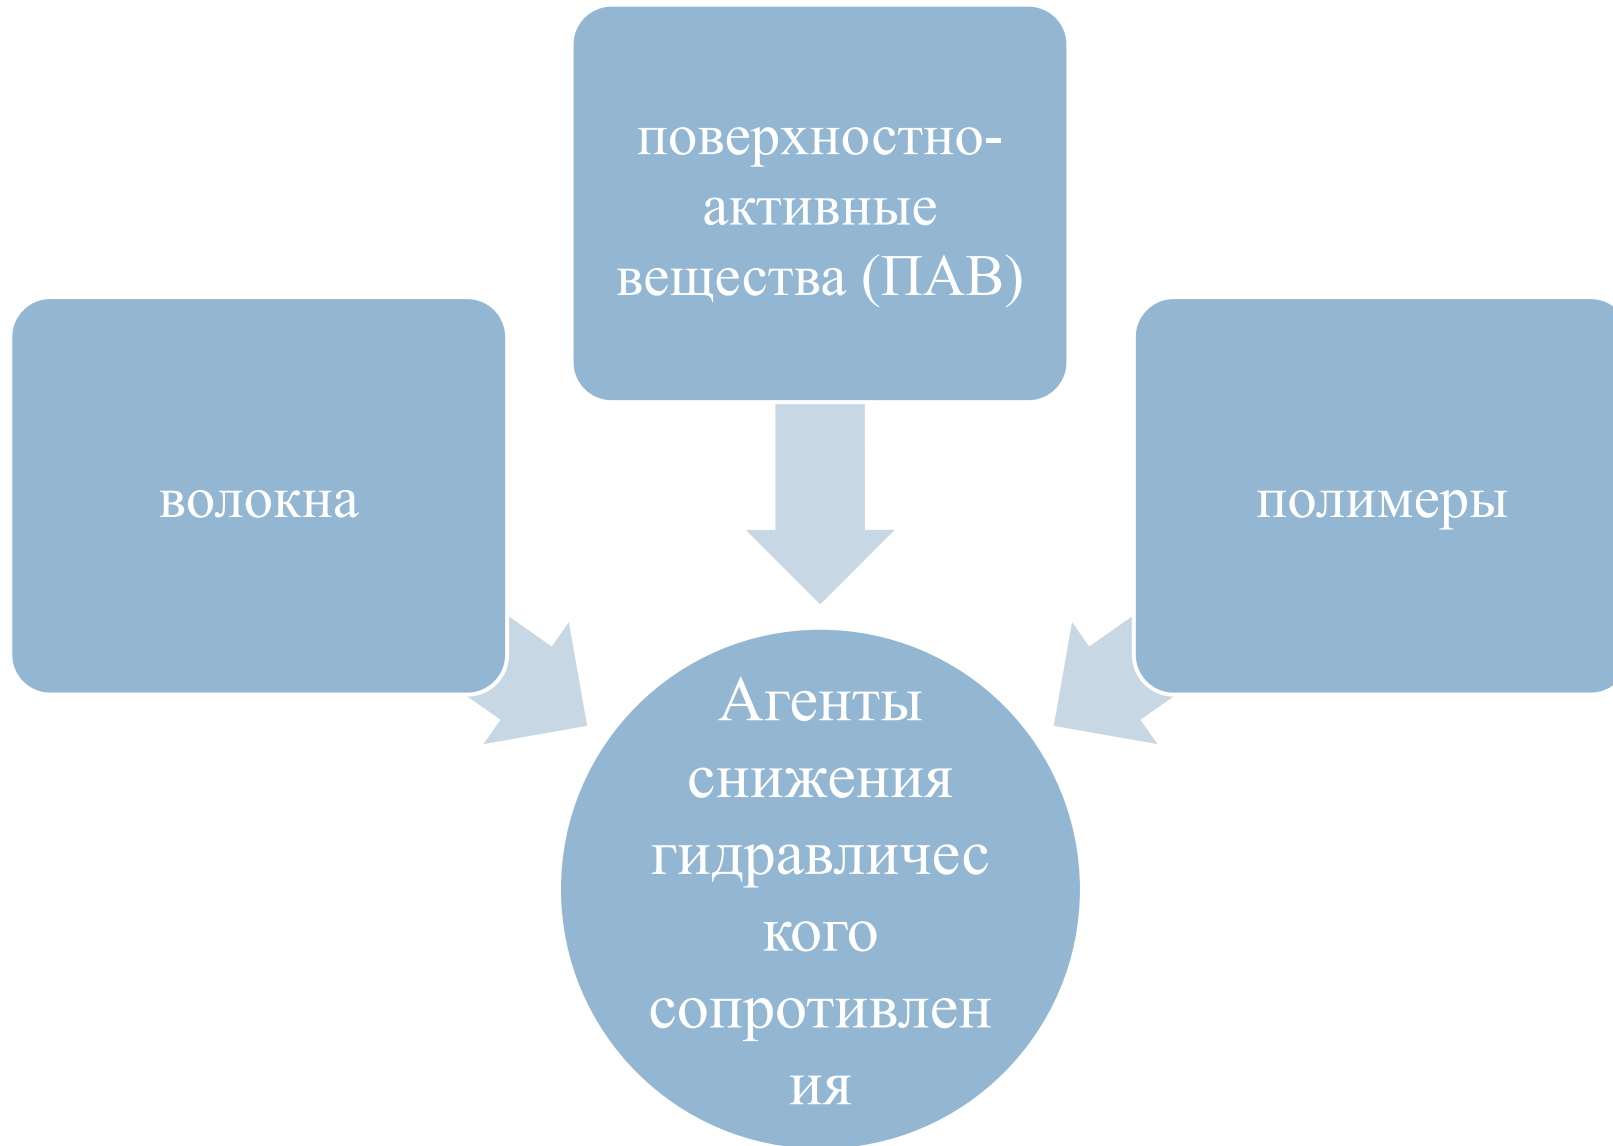 поверхностно-
активные
вещества (ПАВ)
волокна
полимеры
Агенты
снижения
гидравличес
кого
сопротивлен
ия